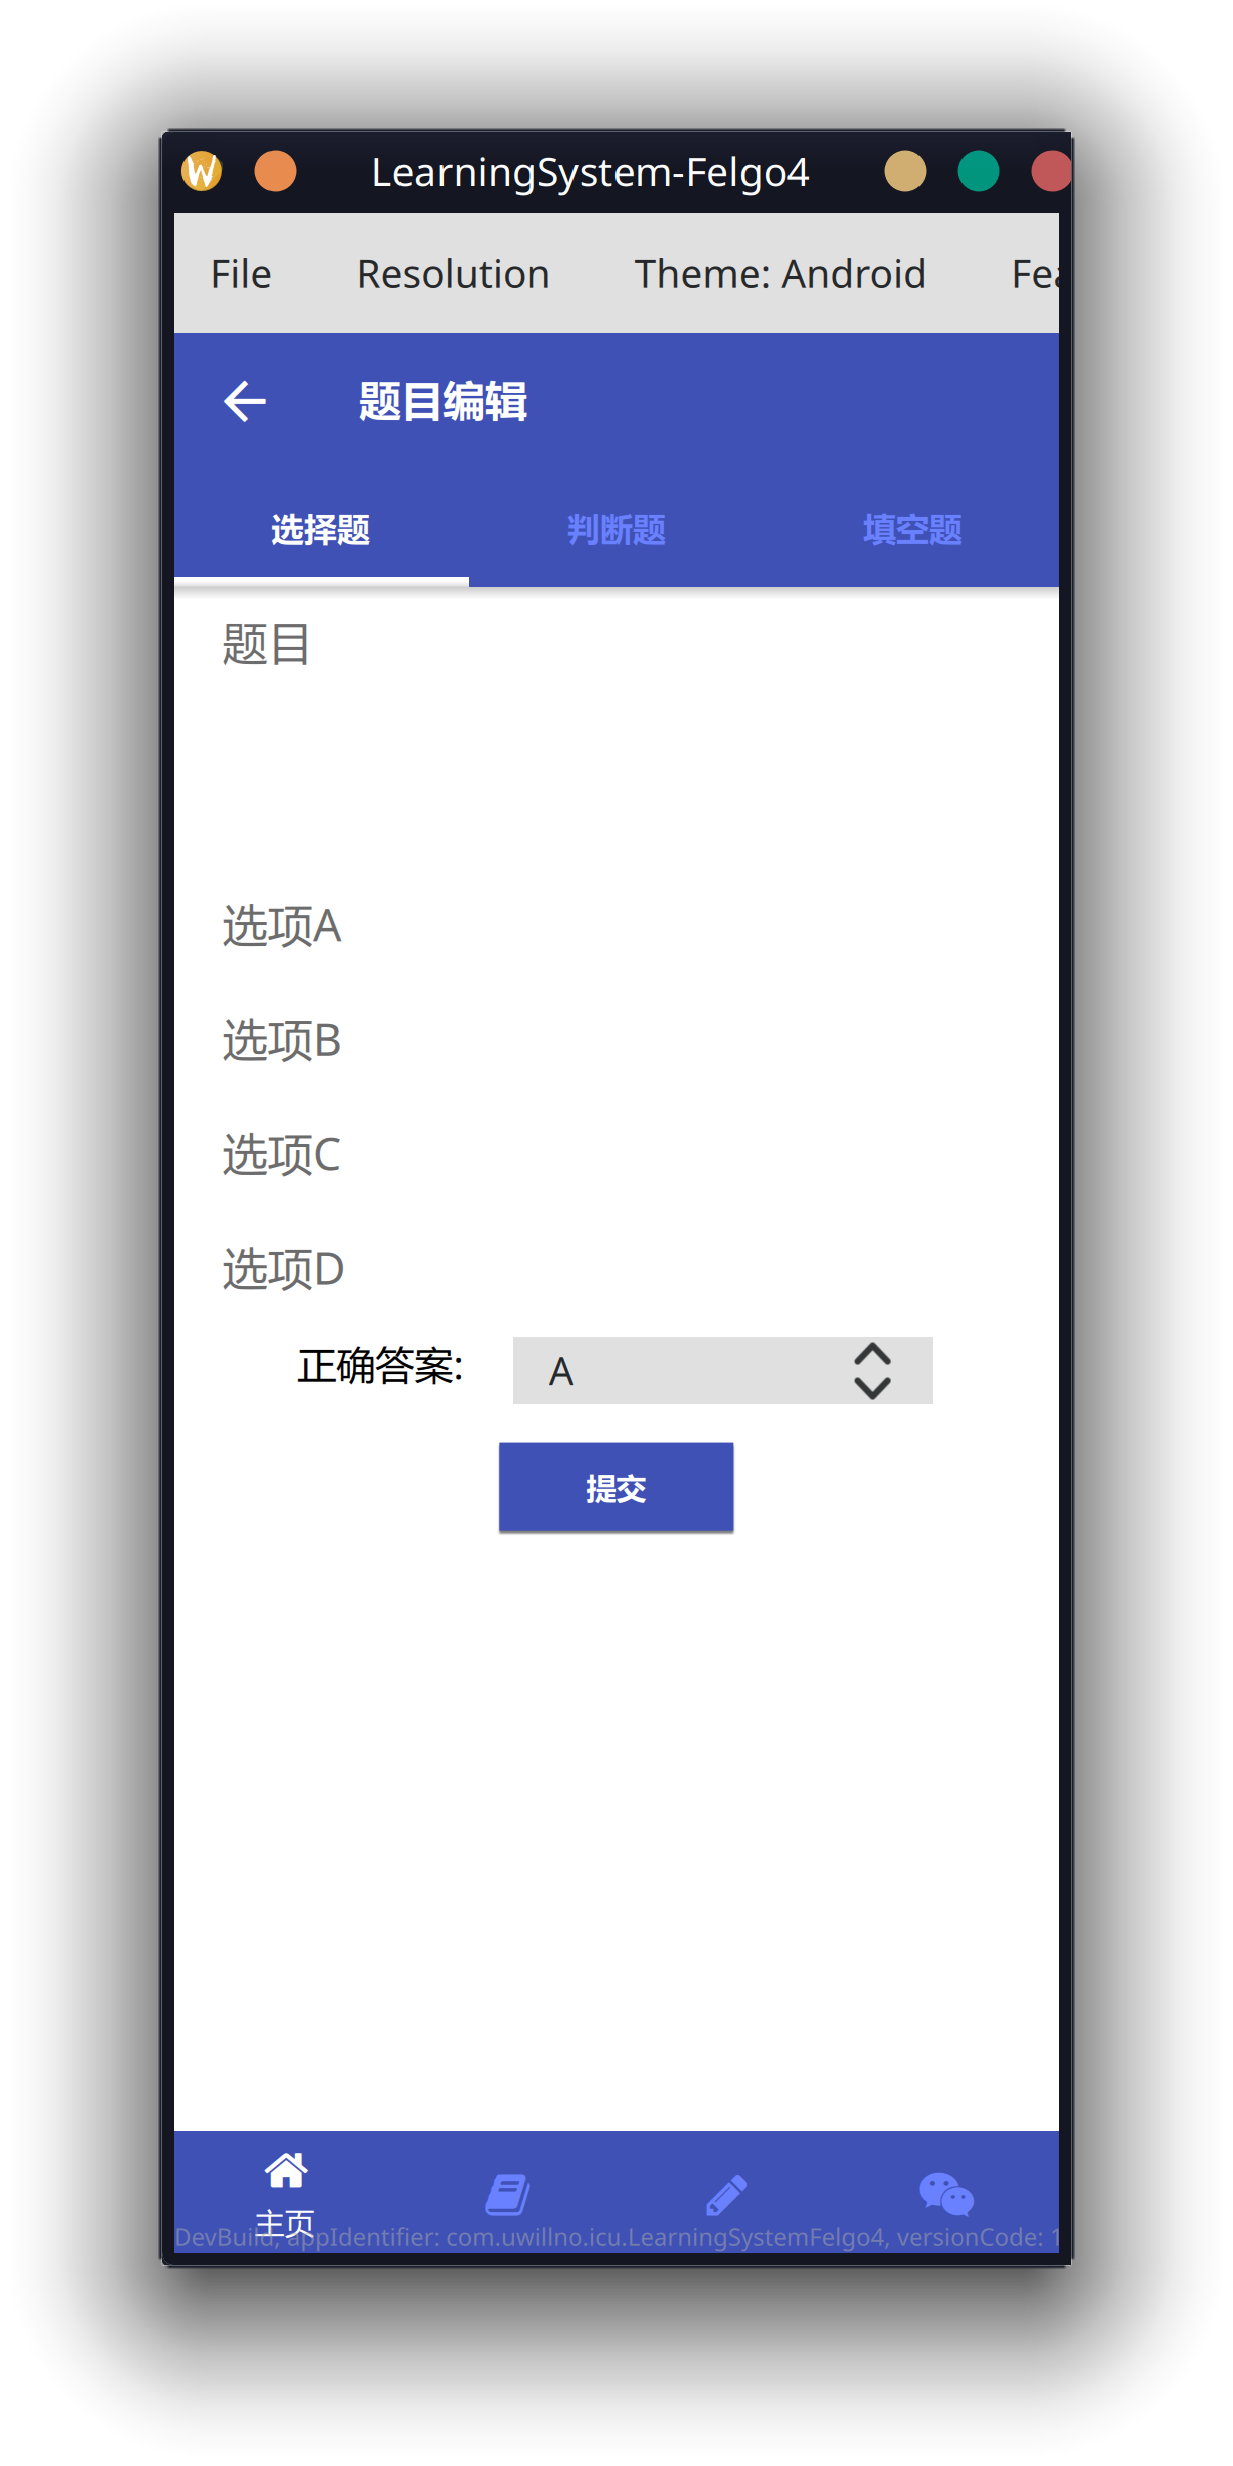 LearningSystem-Felgo4
File Resolution Theme: Android Fea
题目编辑
选择题 判断题 填空题
题目
选项A
选项B
选项C
选项D
正确答案: A
提交
主页
DevBuild, appIdentifier: com.uwillno.icu.LearningSystemFelgo4, versionCode: 1